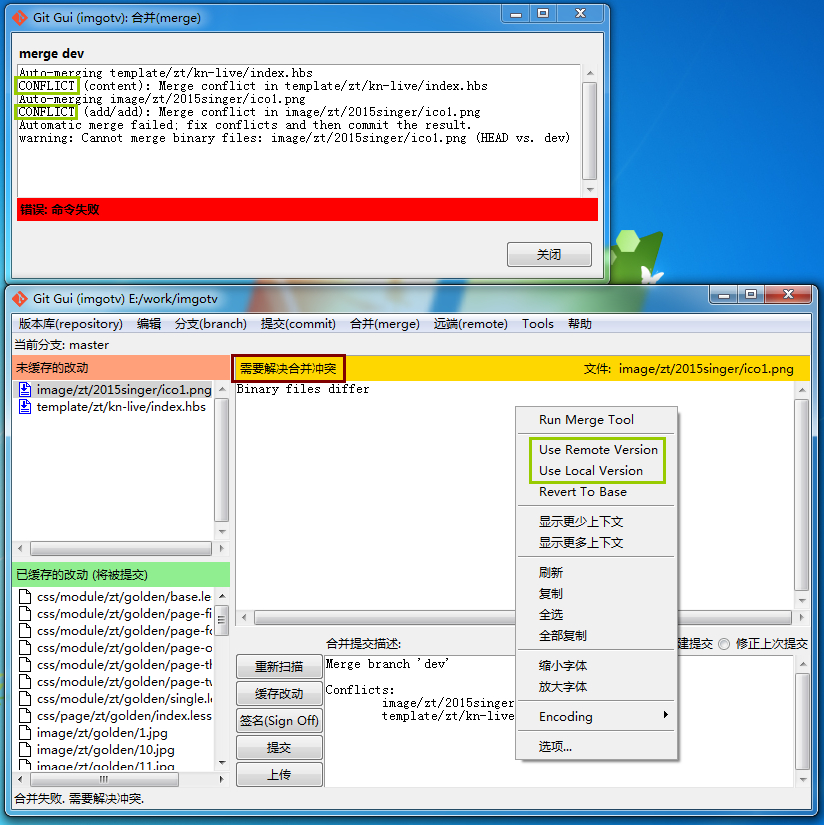 Git Gui (imgotv): 合并(merge)
merge dev
Auto-merging template/zt/kn-live/index.hbs
CONFLICT (content): Merge conflict in template/zt/kn-live/index.hbs
Auto-merging image/zt/2015singer/ico1.png
CONFLICT (add/add): Merge conflict in image/zt/2015singer/ico1.png
Automatic merge failed; fix conflicts and then commit the result.
warning: Cannot merge binary files: image/zt/2015singer/ico1.png (HEAD vs. dev)
错误: 命令失败
关闭
Git Gui (imgotv) E:/work/imgotv
版本库(repository) 编辑 分支(branch) 提交(commit) 合并(merge) 远端(remote) Tools 帮助
当前分支: master
未缓存的改动
image/zt/2015singer/ico1.png
template/zt/kn-live/index.hbs
需要解决合并冲突 文件: image/zt/2015singer/ico1.png
Binary files differ
Run Merge Tool
Use Remote Version
Use Local Version
Revert To Base
显示更少上下文
显示更多上下文
刷新
复制
全选
全部复制
缩小字体
放大字体
Encoding
选项...
已缓存的改动 (将被提交)
css/module/zt/golden/base.le
css/module/zt/golden/page-fi
css/module/zt/golden/page-fo
css/module/zt/golden/page-o
css/module/zt/golden/page-th
css/module/zt/golden/page-tv
css/module/zt/golden/single.le
css/page/zt/golden/index.less
image/zt/golden/1.jpg
image/zt/golden/10.jpg
image/zt/golden/11.jpg
合并提交描述:
建提交 修正上次提交
重新扫描
缓存改动
签名(Sign Off)
提交
上传
Merge branch 'dev'
Conflicts:
image/zt/2015singer
template/zt/kn-live
合并失败. 需要解决冲突.